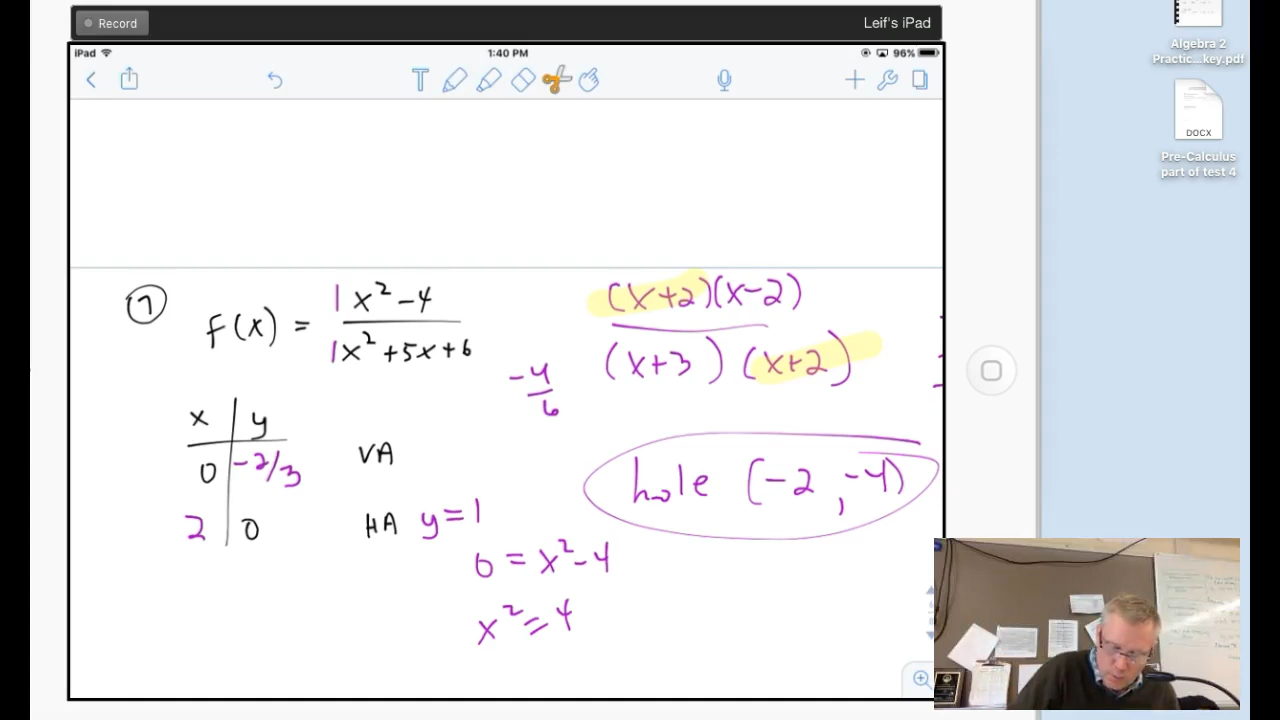 Record
Leif's iPad
iPad
1:40 PM
96%
T
Algebra 2
Practic...key.pdf
DOCX
Pre-Calculus
part of test 4
7
F(x) = 1x² - 4
1x² + 5x + 6
(x+2)(x-2)
(x+3) (x+2)
-4
6
x | y
0 | -2/3
2 | 0
VA
HA y = 1
hole (-2, -4)
0 = x² - 4
x² = 4